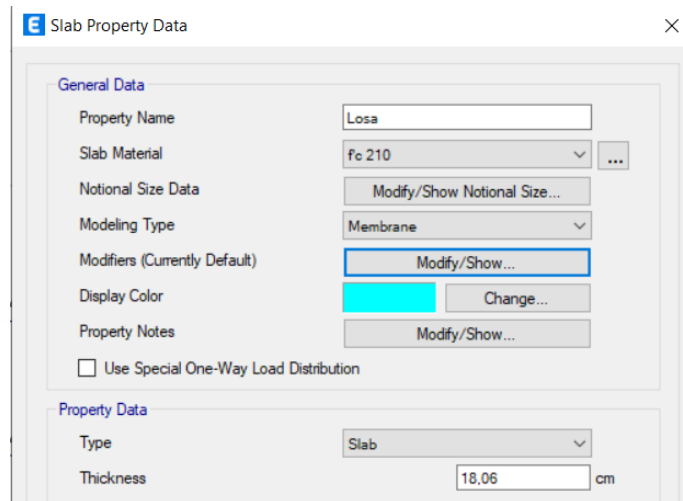 E Slab Property Data
General Data
Property Name Losa
Slab Material f'c 210 ...
Notional Size Data Modify/Show Notional Size...
Modeling Type Membrane
Modifiers (Currently Default) Modify/Show...
Display Color Change...
Property Notes Modify/Show...
Use Special One-Way Load Distribution
Property Data
Type Slab
Thickness 18,06 cm